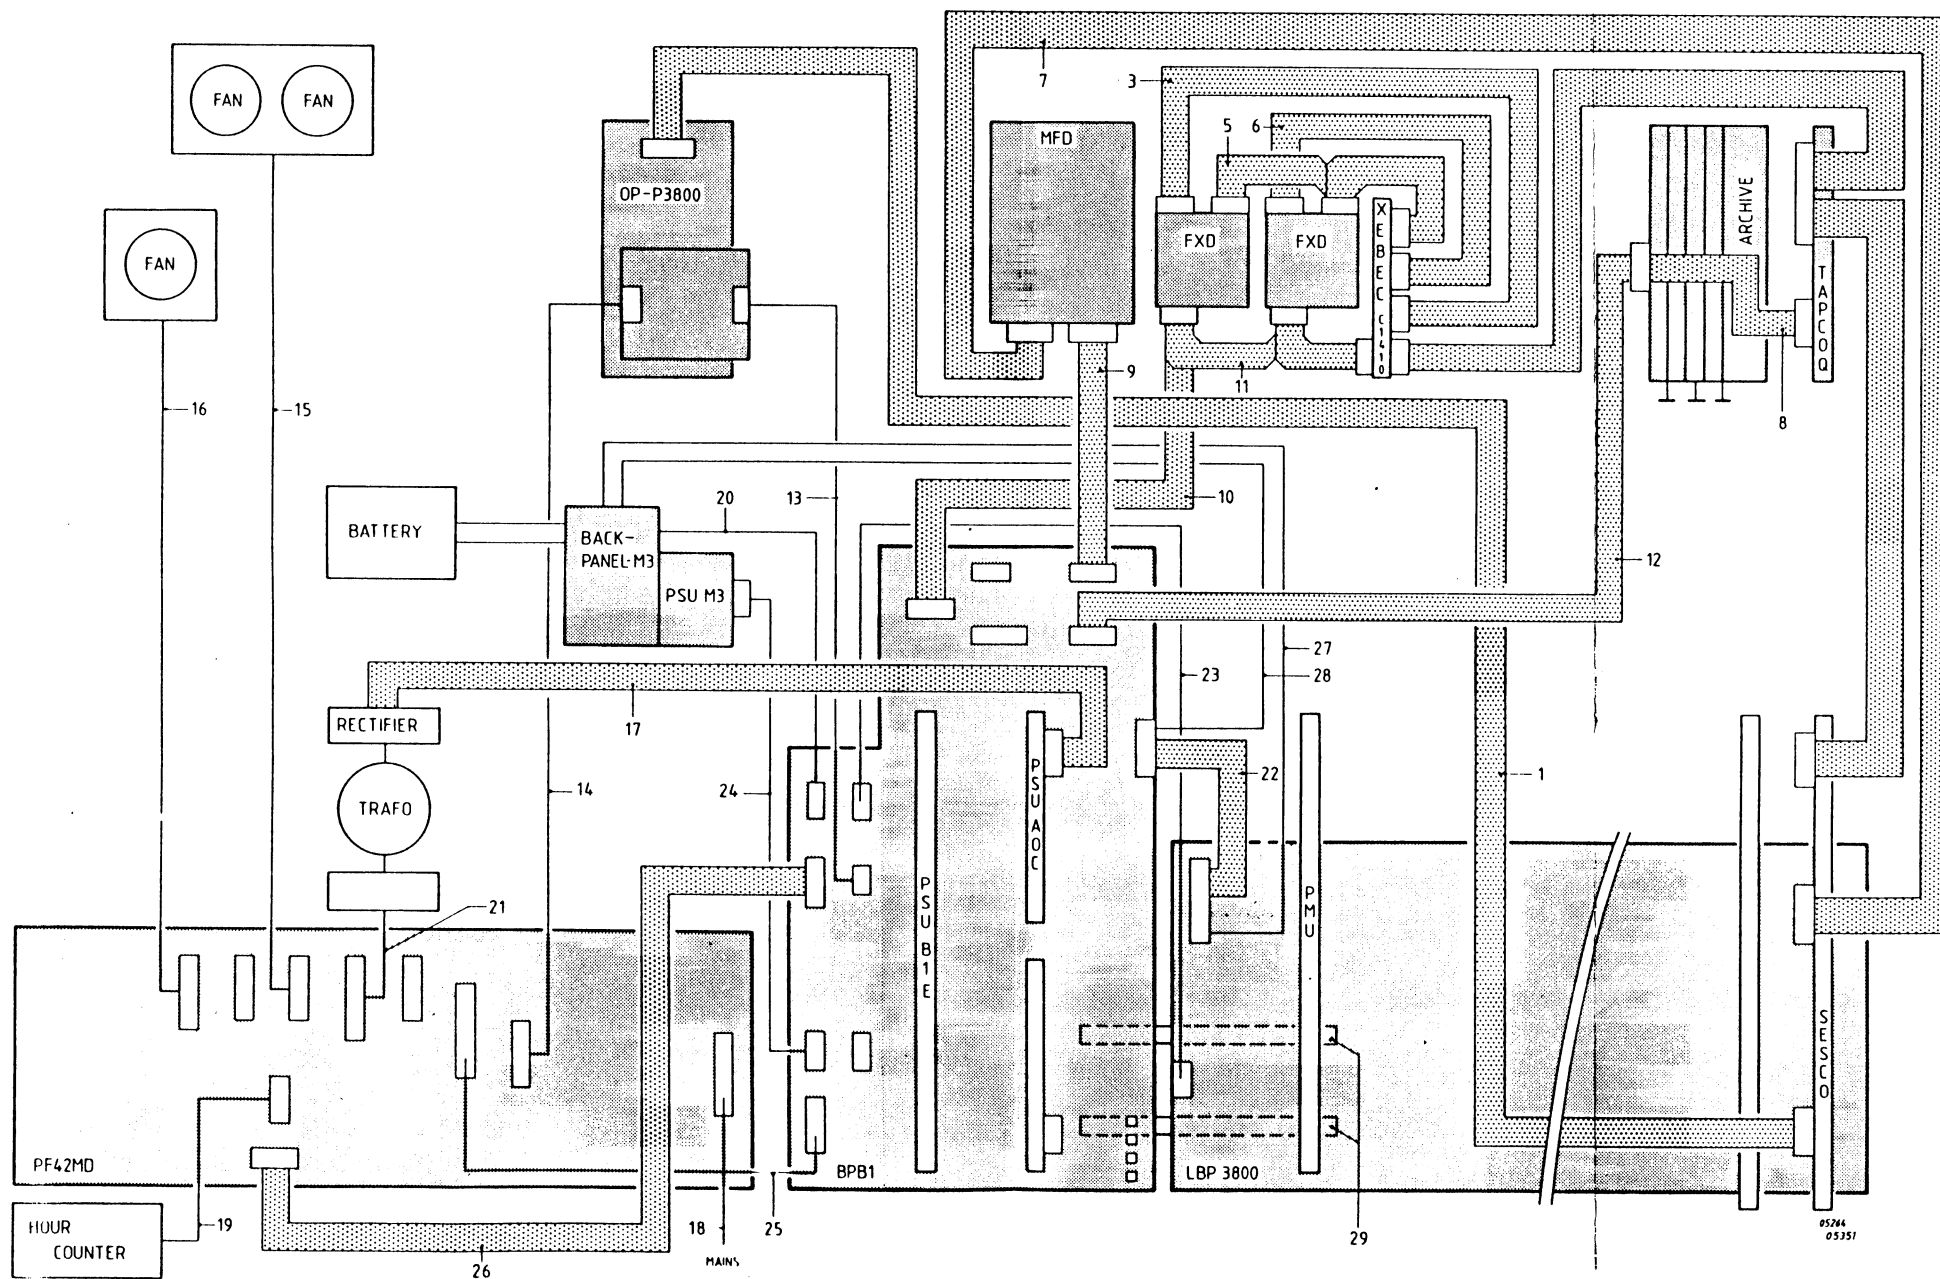 7
3
5
6
FAN
FAN
MFD
OP-P3800
FXD
FXD
XEBEC C1410
ARCHIVE
FAN
TAPCOQ
9
11
8
16
15
20
13
10
BATTERY
BACK-
PANEL-M3
PSU M3
12
27
23
28
RECTIFIER
17
PSU AOC
22
1
TRAFO
14
24
PSU B1E
PMU
21
SESCO
29
PF42MD
BPB1
LBP 3800
HOUR
COUNTER
19
18
25
26
MAINS
05264
05351